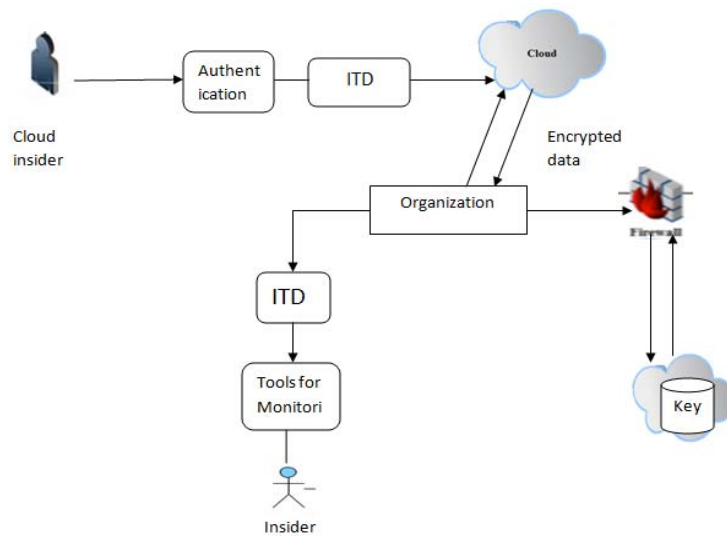 Cloud
Authent
ication
ITD
Cloud
insider
Encrypted
data
Organization
Firewall
ITD
Tools for
Monitori
Key
Insider